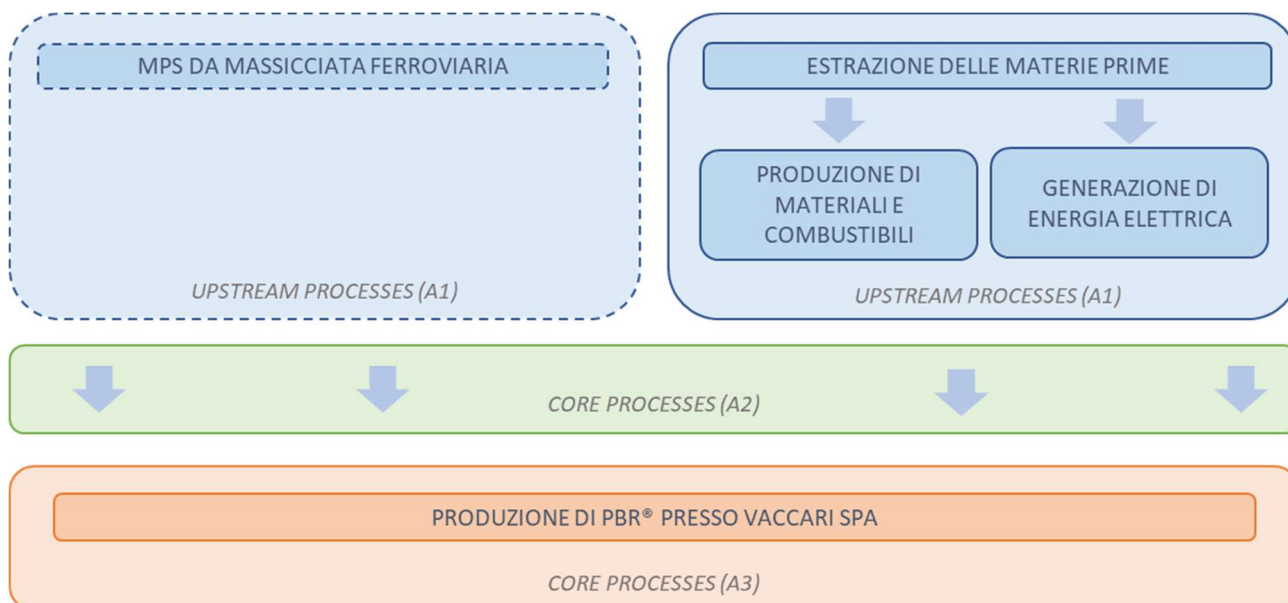 MPS DA MASSICCIATA FERROVIARIA
UPSTREAM PROCESSES (A1)
ESTRAZIONE DELLE MATERIE PRIME
PRODUZIONE DI
MATERIALI E
COMBUSTIBILI
GENERAZIONE DI
ENERGIA ELETTRICA
UPSTREAM PROCESSES (A1)
CORE PROCESSES (A2)
PRODUZIONE DI PBR® PRESSO VACCARI SPA
CORE PROCESSES (A3)